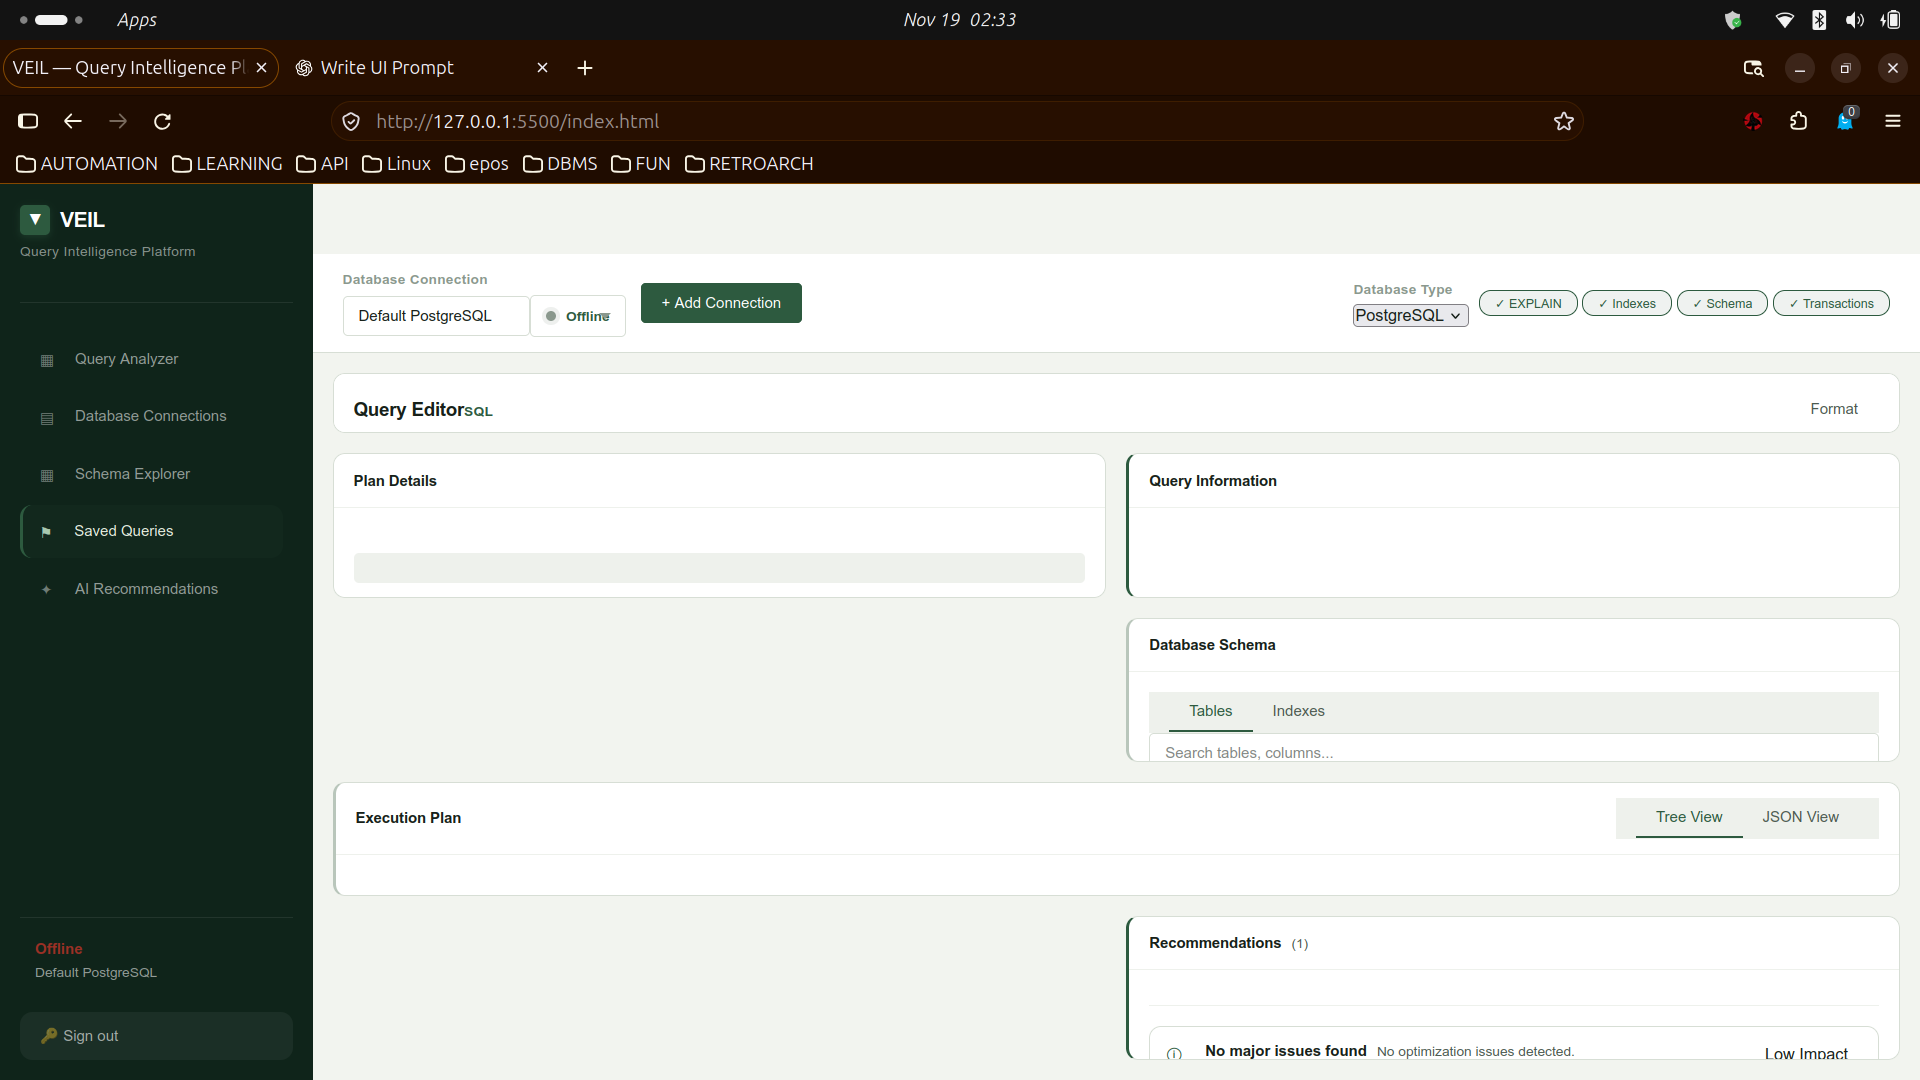 Apps
Nov 19 02:33
VEIL — Query Intelligence Pl
Write UI Prompt
http://127.0.0.1:5500/index.html
0
AUTOMATION LEARNING API Linux epos DBMS FUN RETROARCH
VEIL
Query Intelligence Platform
Query Analyzer
Database Connections
Schema Explorer
Saved Queries
AI Recommendations
Offline
Default PostgreSQL
Sign out
Database Connection
Default PostgreSQL
Offline
+ Add Connection
Database Type
PostgreSQL
✓ EXPLAIN
✓ Indexes
✓ Schema
✓ Transactions
Query Editor SQL
Format
Plan Details
Query Information
Database Schema
Tables Indexes
Search tables, columns...
Execution Plan
Tree View JSON View
Recommendations (1)
No major issues found No optimization issues detected. Low Impact